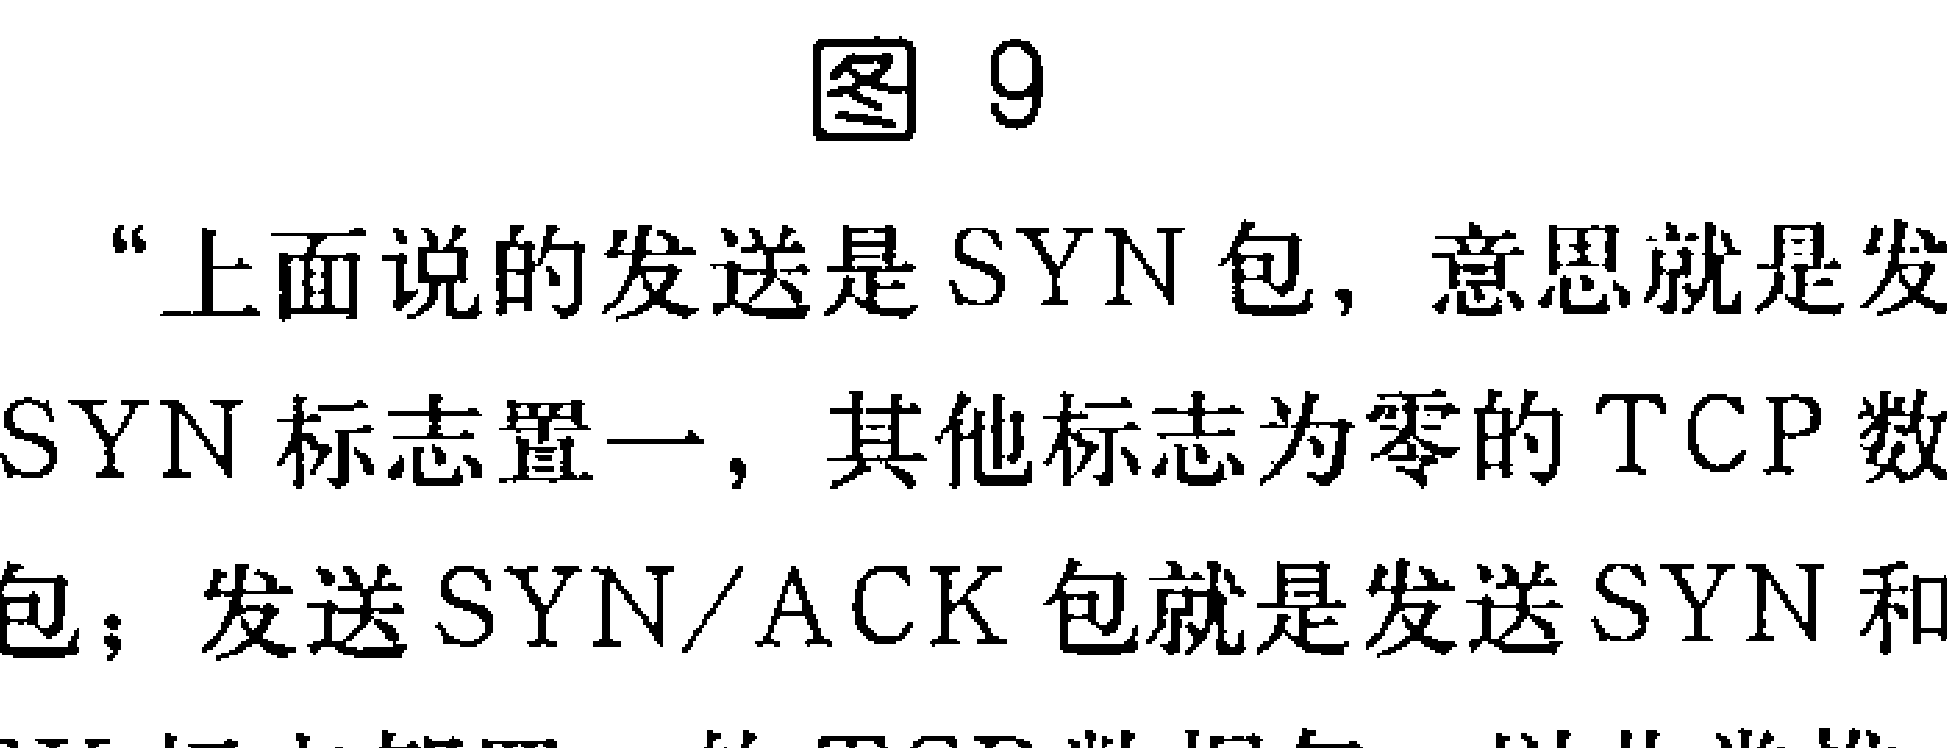 图 9
“上面说的发送是SYN包，意思就是发
SYN标志置一，其他标志为零的TCP数
包；发送SYN/ACK包就是发送SYN和